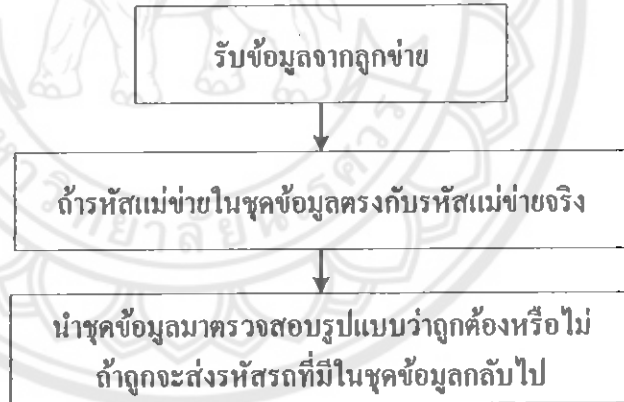 รับข้อมูลจากลูกข่าย
ถ้ารหัสแม่ข่ายในชุดข้อมูลตรงกับรหัสแม่ข่ายจริง
นำชุดข้อมูลมาตรวจสอบรูปแบบว่าถูกต้องหรือไม่
ถ้าถูกจะส่งรหัสรถที่มีในชุดข้อมูลกลับไป